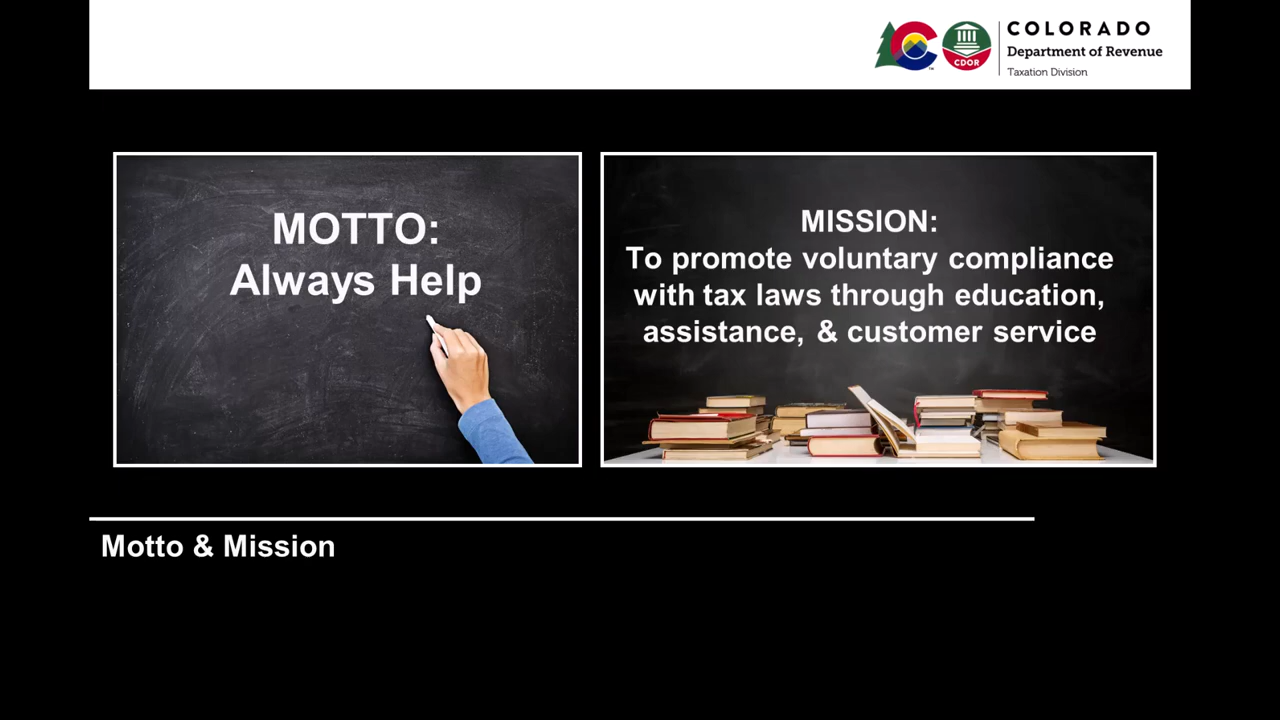 COLORADO
Department of Revenue
Taxation Division
CDOR
TM
MOTTO:
Always Help
MISSION:
To promote voluntary compliance
with tax laws through education,
assistance, & customer service
Motto & Mission